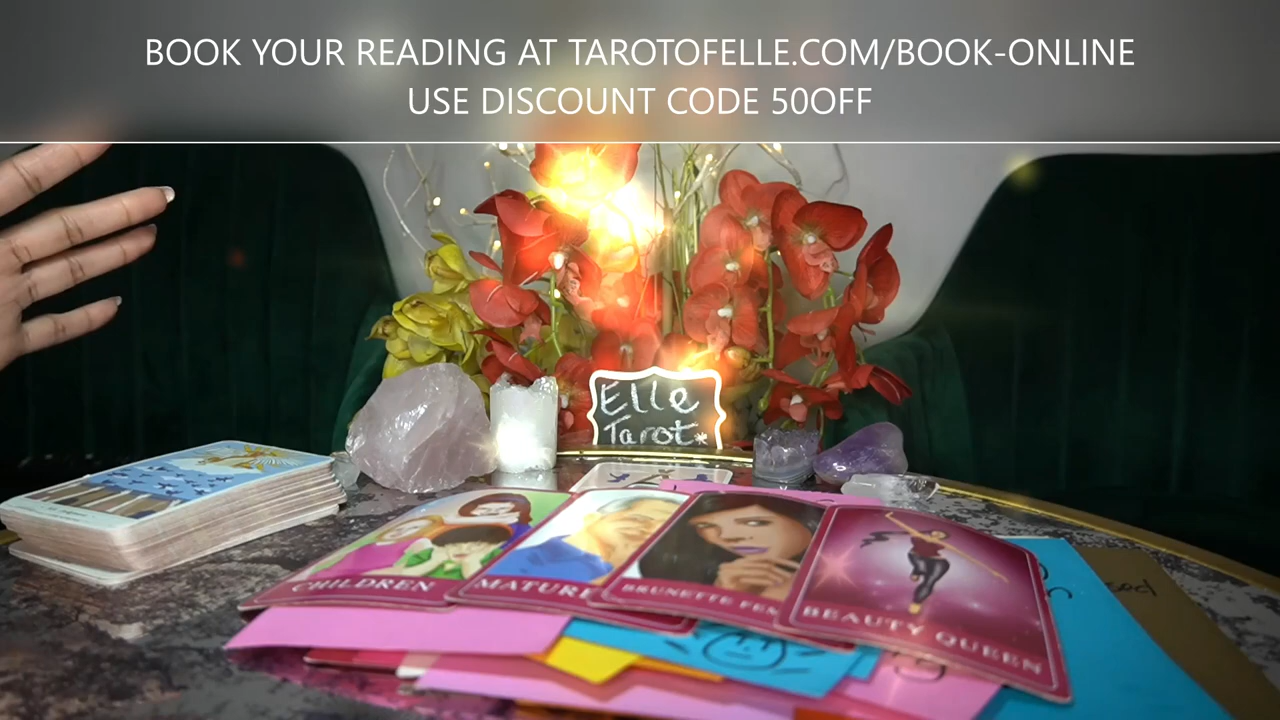 BOOK YOUR READING AT TAROTOFELLE.COM/BOOK-ONLINE
USE DISCOUNT CODE 50OFF
Elle
Tarot*
CHILDREN
MATURE
BRUNETTE FEM
BEAUTY QUEEN